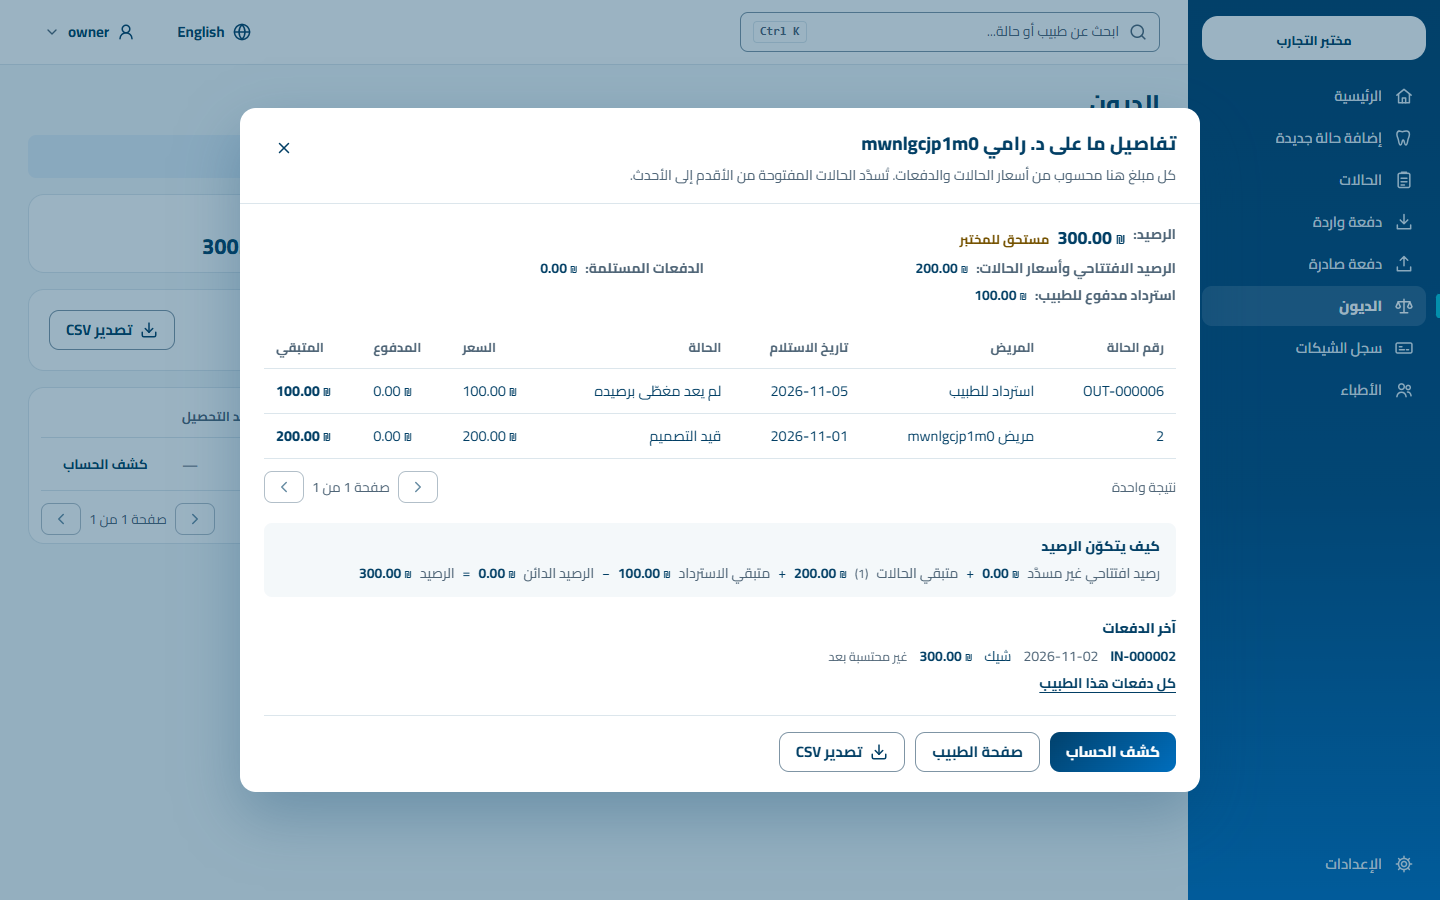 مختبر التجارب
ابحث عن طبيب أو حالة...
Ctrl K
English
owner
الرئيسية
إضافة حالة جديدة
الحالات
دفعة واردة
دفعة صادرة
الديون
سجل الشيكات
الأطباء
الإعدادات
الديون
300
تصدير CSV
د التحصيل
— كشف الحساب
صفحة 1 من 1
تفاصيل ما على د. رامي mwnlgcjp1m0
كل مبلغ هنا محسوب من أسعار الحالات والدفعات. تُسدَّد الحالات المفتوحة من الأقدم إلى الأحدث.
الرصيد: ₪ 300.00 مستحق للمختبر
الرصيد الافتتاحي وأسعار الحالات: ₪ 200.00 الدفعات المستلمة: ₪ 0.00
استرداد مدفوع للطبيب: ₪ 100.00
رقم الحالة المريض تاريخ الاستلام الحالة السعر المدفوع المتبقي
OUT-000006 استرداد للطبيب 2026-11-05 لم يعد مغطّى برصيده ₪ 100.00 ₪ 0.00 ₪ 100.00
2 مريض mwnlgcjp1m0 2026-11-01 قيد التصميم ₪ 200.00 ₪ 0.00 ₪ 200.00
نتيجة واحدة صفحة 1 من 1
كيف يتكوّن الرصيد
رصيد افتتاحي غير مسدَّد ₪ 0.00 + متبقي الحالات (1) ₪ 200.00 + متبقي الاسترداد ₪ 100.00 − الرصيد الدائن ₪ 0.00 = الرصيد ₪ 300.00
آخر الدفعات
IN-000002 2026-11-02 شيك ₪ 300.00 غير محتسبة بعد
كل دفعات هذا الطبيب
كشف الحساب
صفحة الطبيب
تصدير CSV